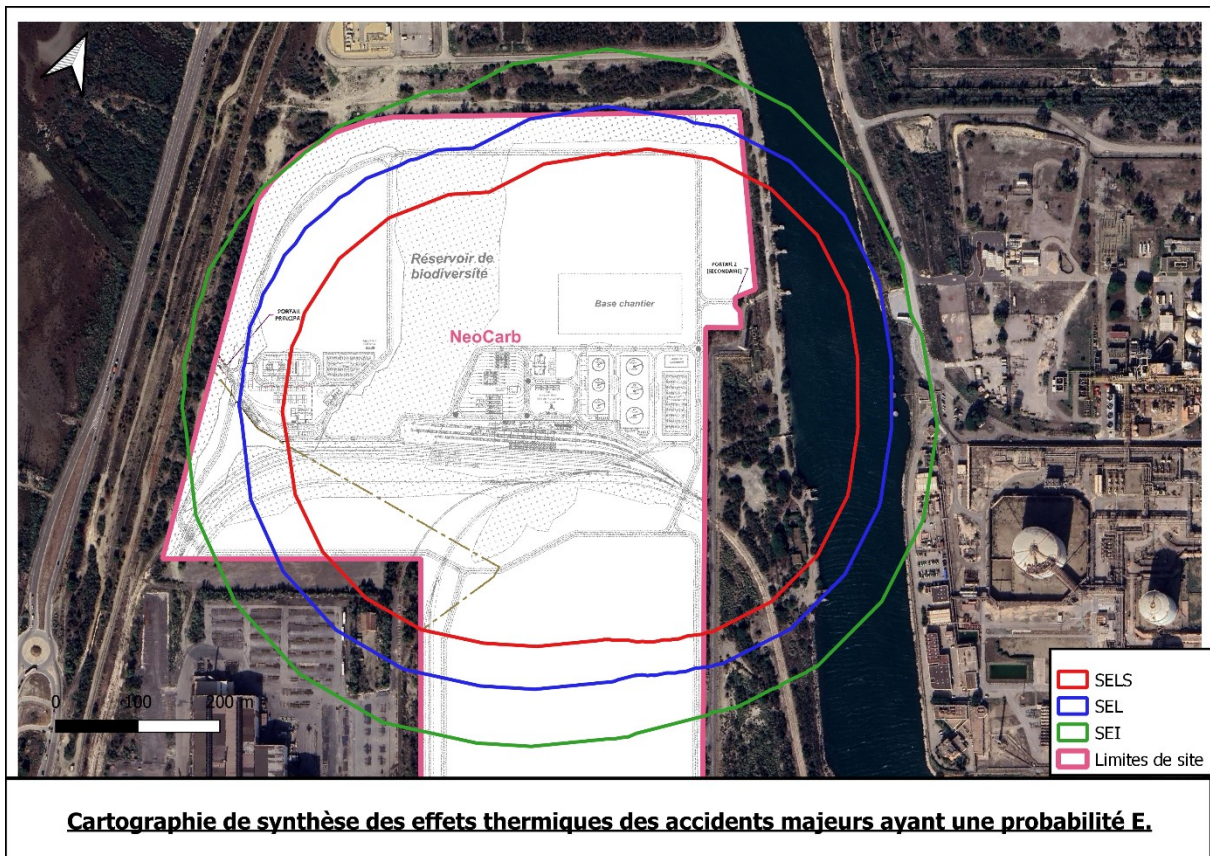 Réservoir de
biodiversité
PORTAIL 2
(SECONDAIRE)
Base chantier
PORTAIL
PRINCIPAL
NeoCarb
0 100 200 m
SELS
SEL
SEI
Limites de site
Cartographie de synthèse des effets thermiques des accidents majeurs ayant une probabilité E.